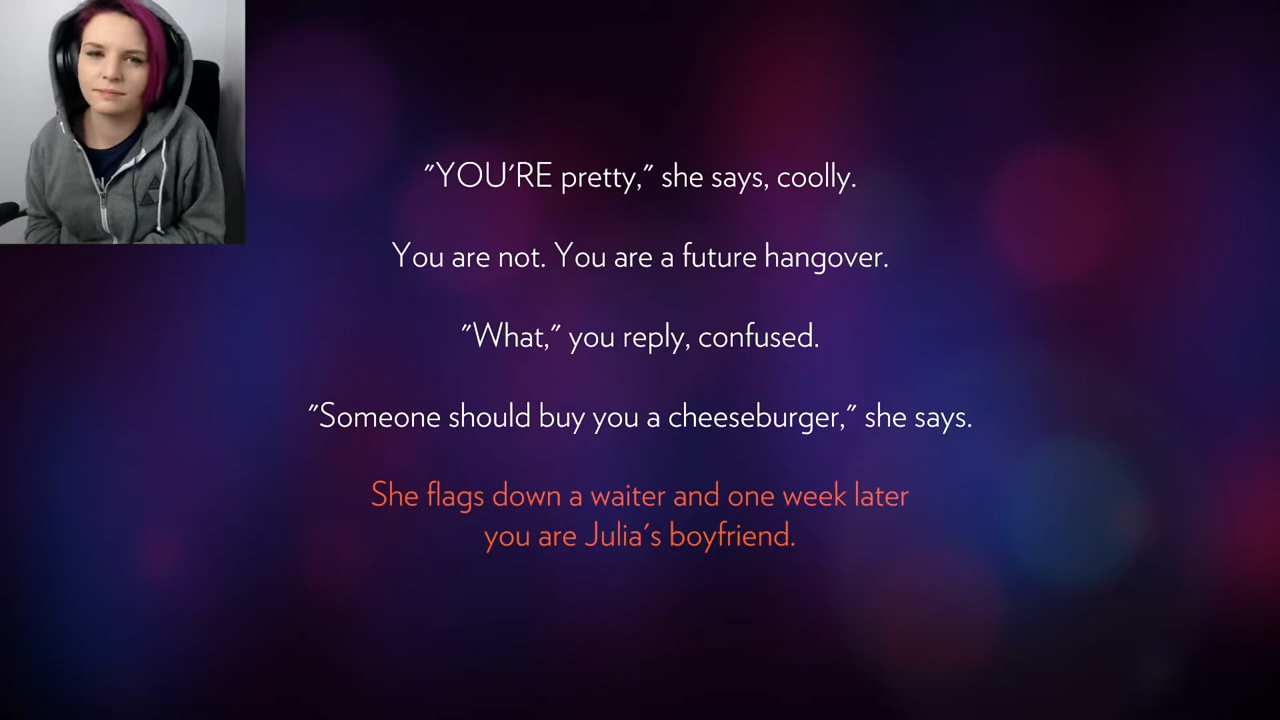 "YOU'RE pretty," she says, coolly.
You are not. You are a future hangover.
"What," you reply, confused.
"Someone should buy you a cheeseburger," she says.
She flags down a waiter and one week later
you are Julia's boyfriend.